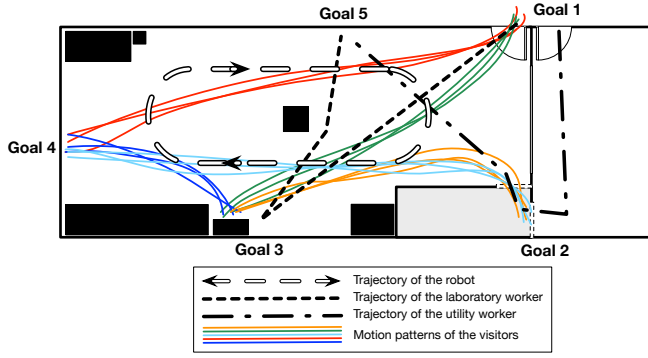 Goal 5
Goal 1
Goal 4
Goal 3
Goal 2
Trajectory of the robot
Trajectory of the laboratory worker
Trajectory of the utility worker
Motion patterns of the visitors